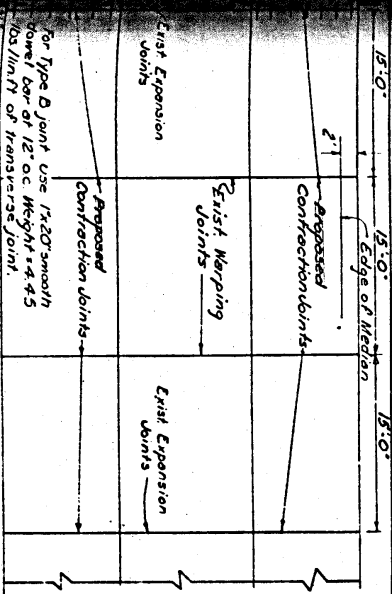 15'-0"
15'-0"
15'-0"
Edge of Median
2'
Proposed
Contraction Joints
Exist. Expansion
Joints
Exist. Warping
Joints
Exist. Expansion
Joints
Proposed
Contraction Joints
For Type B joint use 1"x20" smooth
dowel bar at 12" o.c. Weight = 4.45
lbs/lin.ft of transverse joint.